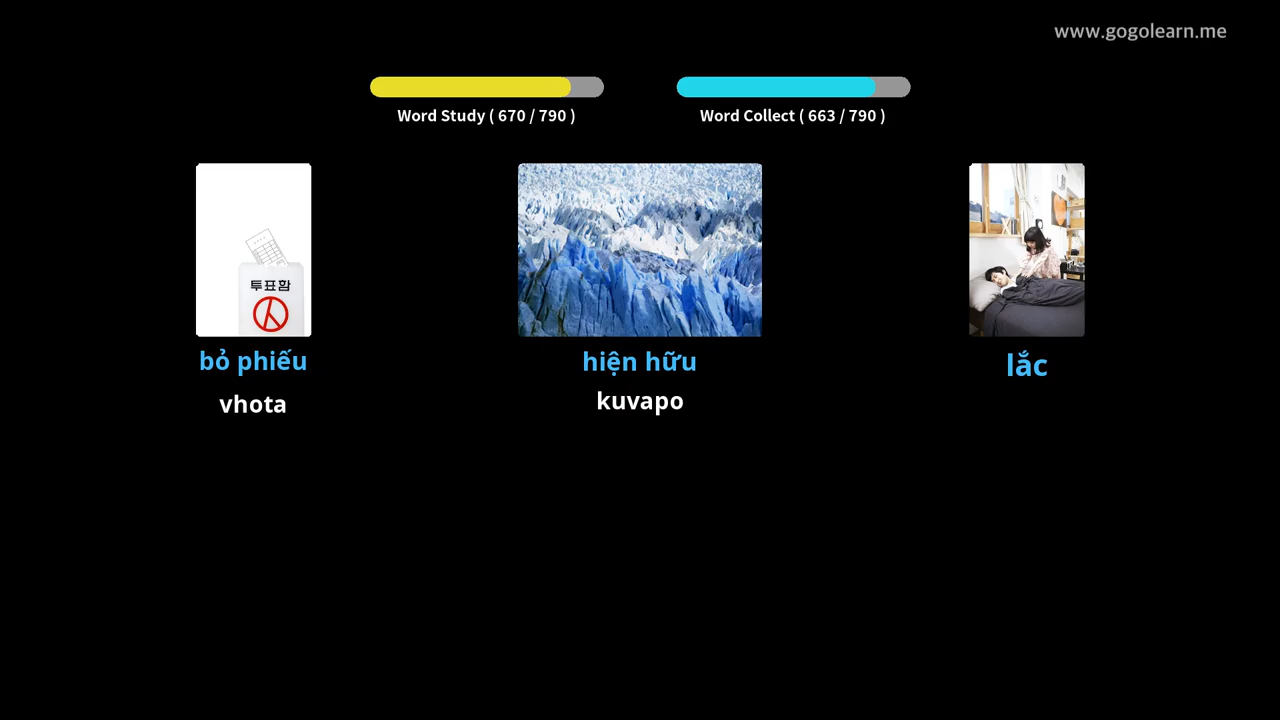 www.gogolearn.me
Word Study ( 670 / 790 )
Word Collect ( 663 / 790 )
투표함
bỏ phiếu
hiện hữu
lắc
vhota
kuvapo